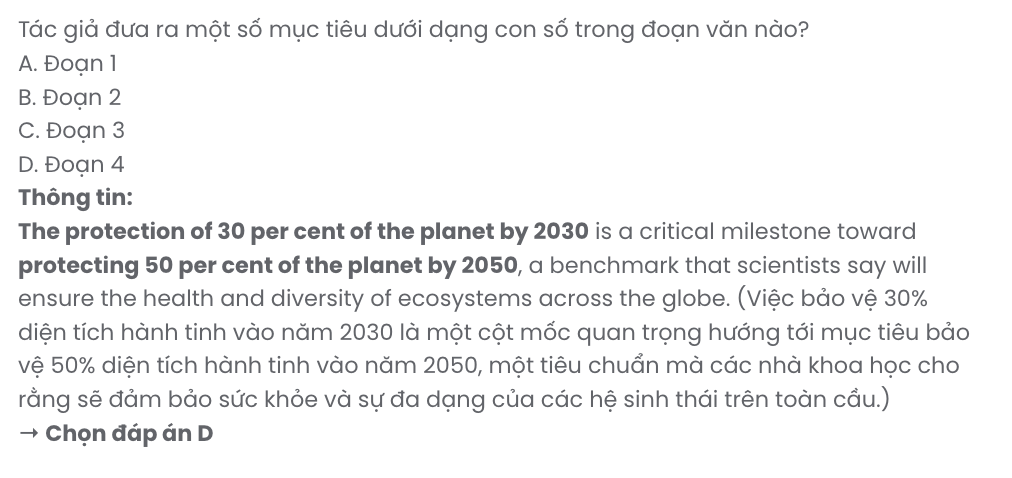 Tác giả đưa ra một số mục tiêu dưới dạng con số trong đoạn văn nào?
A. Đoạn 1
B. Đoạn 2
C. Đoạn 3
D. Đoạn 4
Thông tin:
The protection of 30 per cent of the planet by 2030 is a critical milestone toward
protecting 50 per cent of the planet by 2050, a benchmark that scientists say will
ensure the health and diversity of ecosystems across the globe. (Việc bảo vệ 30%
diện tích hành tinh vào năm 2030 là một cột mốc quan trọng hướng tới mục tiêu bảo
vệ 50% diện tích hành tinh vào năm 2050, một tiêu chuẩn mà các nhà khoa học cho
rằng sẽ đảm bảo sức khỏe và sự đa dạng của các hệ sinh thái trên toàn cầu.)
→ Chọn đáp án D